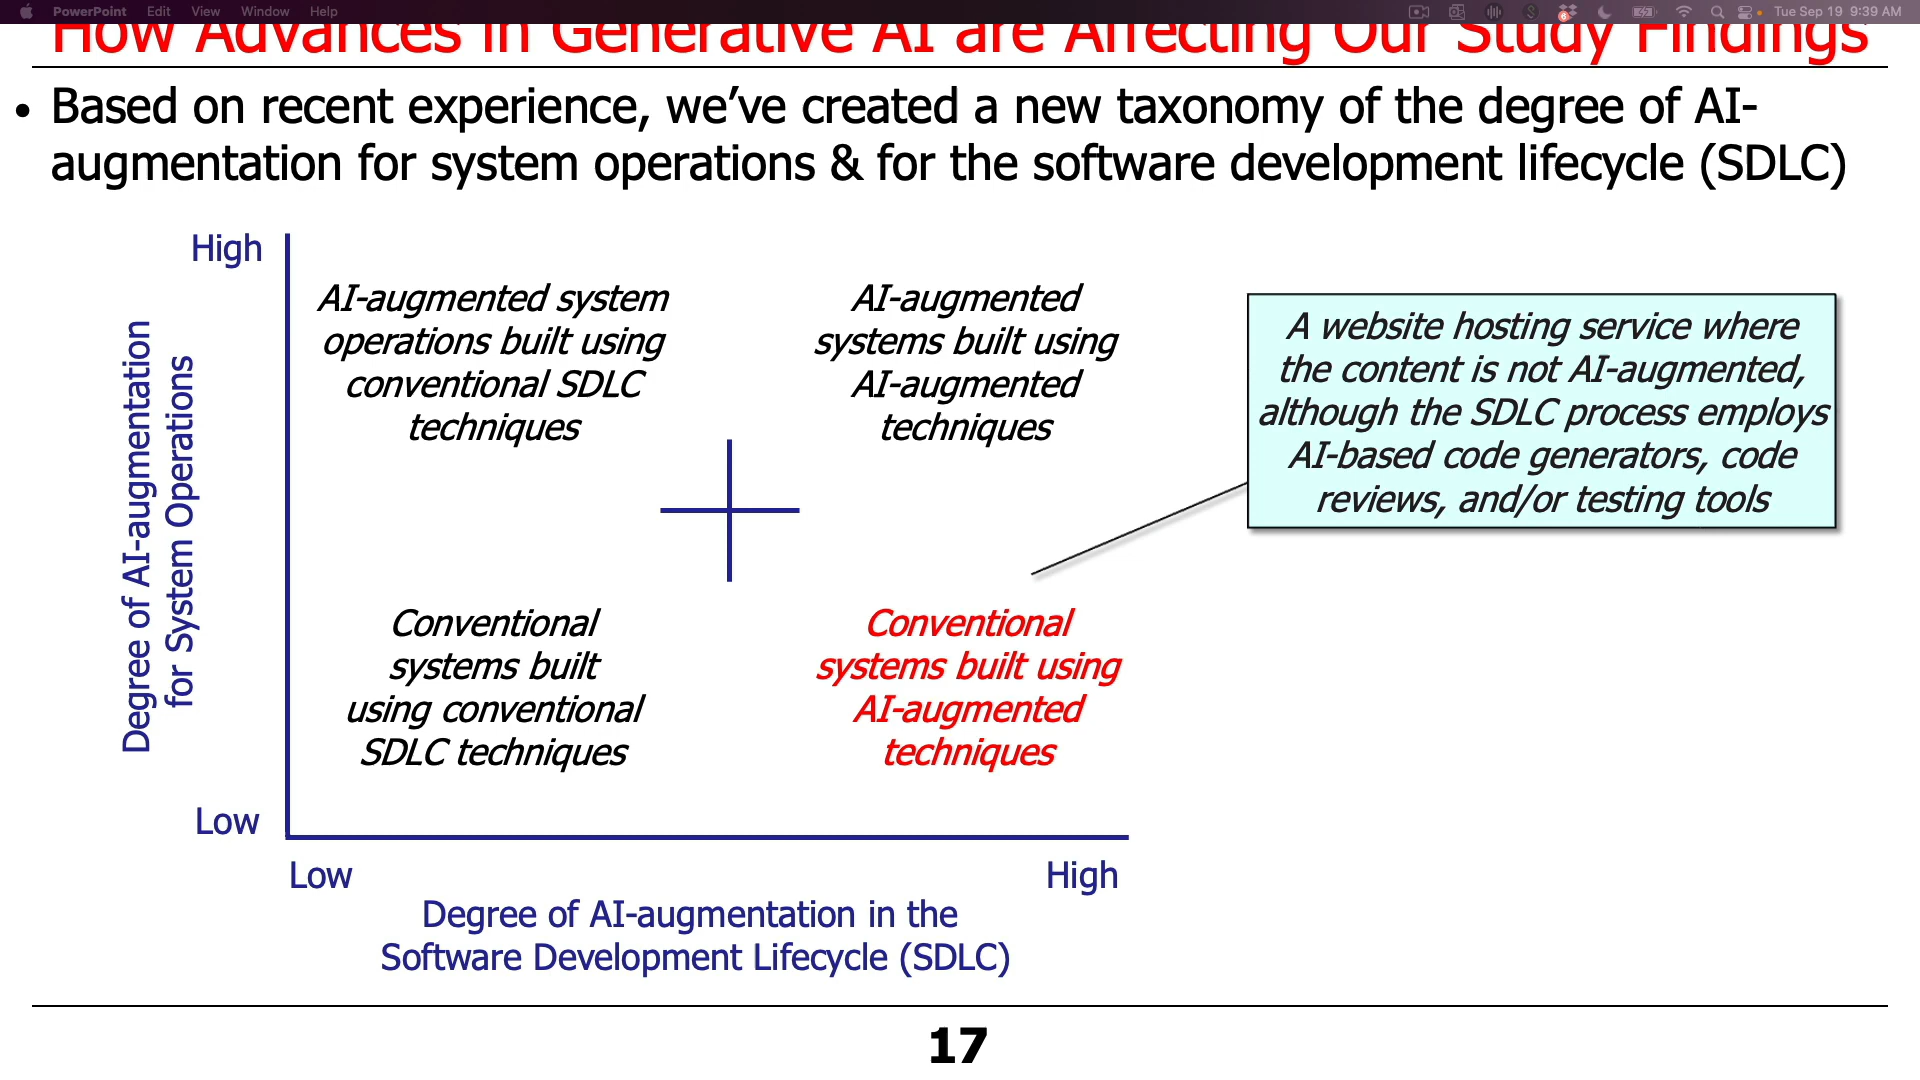 PowerPoint Edit View Window Help
Tue Sep 19 9:39 AM
How Advances in Generative AI are Affecting Our Study Findings
• Based on recent experience, we’ve created a new taxonomy of the degree of AI-
augmentation for system operations & for the software development lifecycle (SDLC)
High
Degree of AI-augmentation
for System Operations
AI-augmented system
operations built using
conventional SDLC
techniques
AI-augmented
systems built using
AI-augmented
techniques
A website hosting service where
the content is not AI-augmented,
although the SDLC process employs
AI-based code generators, code
reviews, and/or testing tools
Conventional
systems built
using conventional
SDLC techniques
Conventional
systems built using
AI-augmented
techniques
Low
Low
High
Degree of AI-augmentation in the
Software Development Lifecycle (SDLC)
17